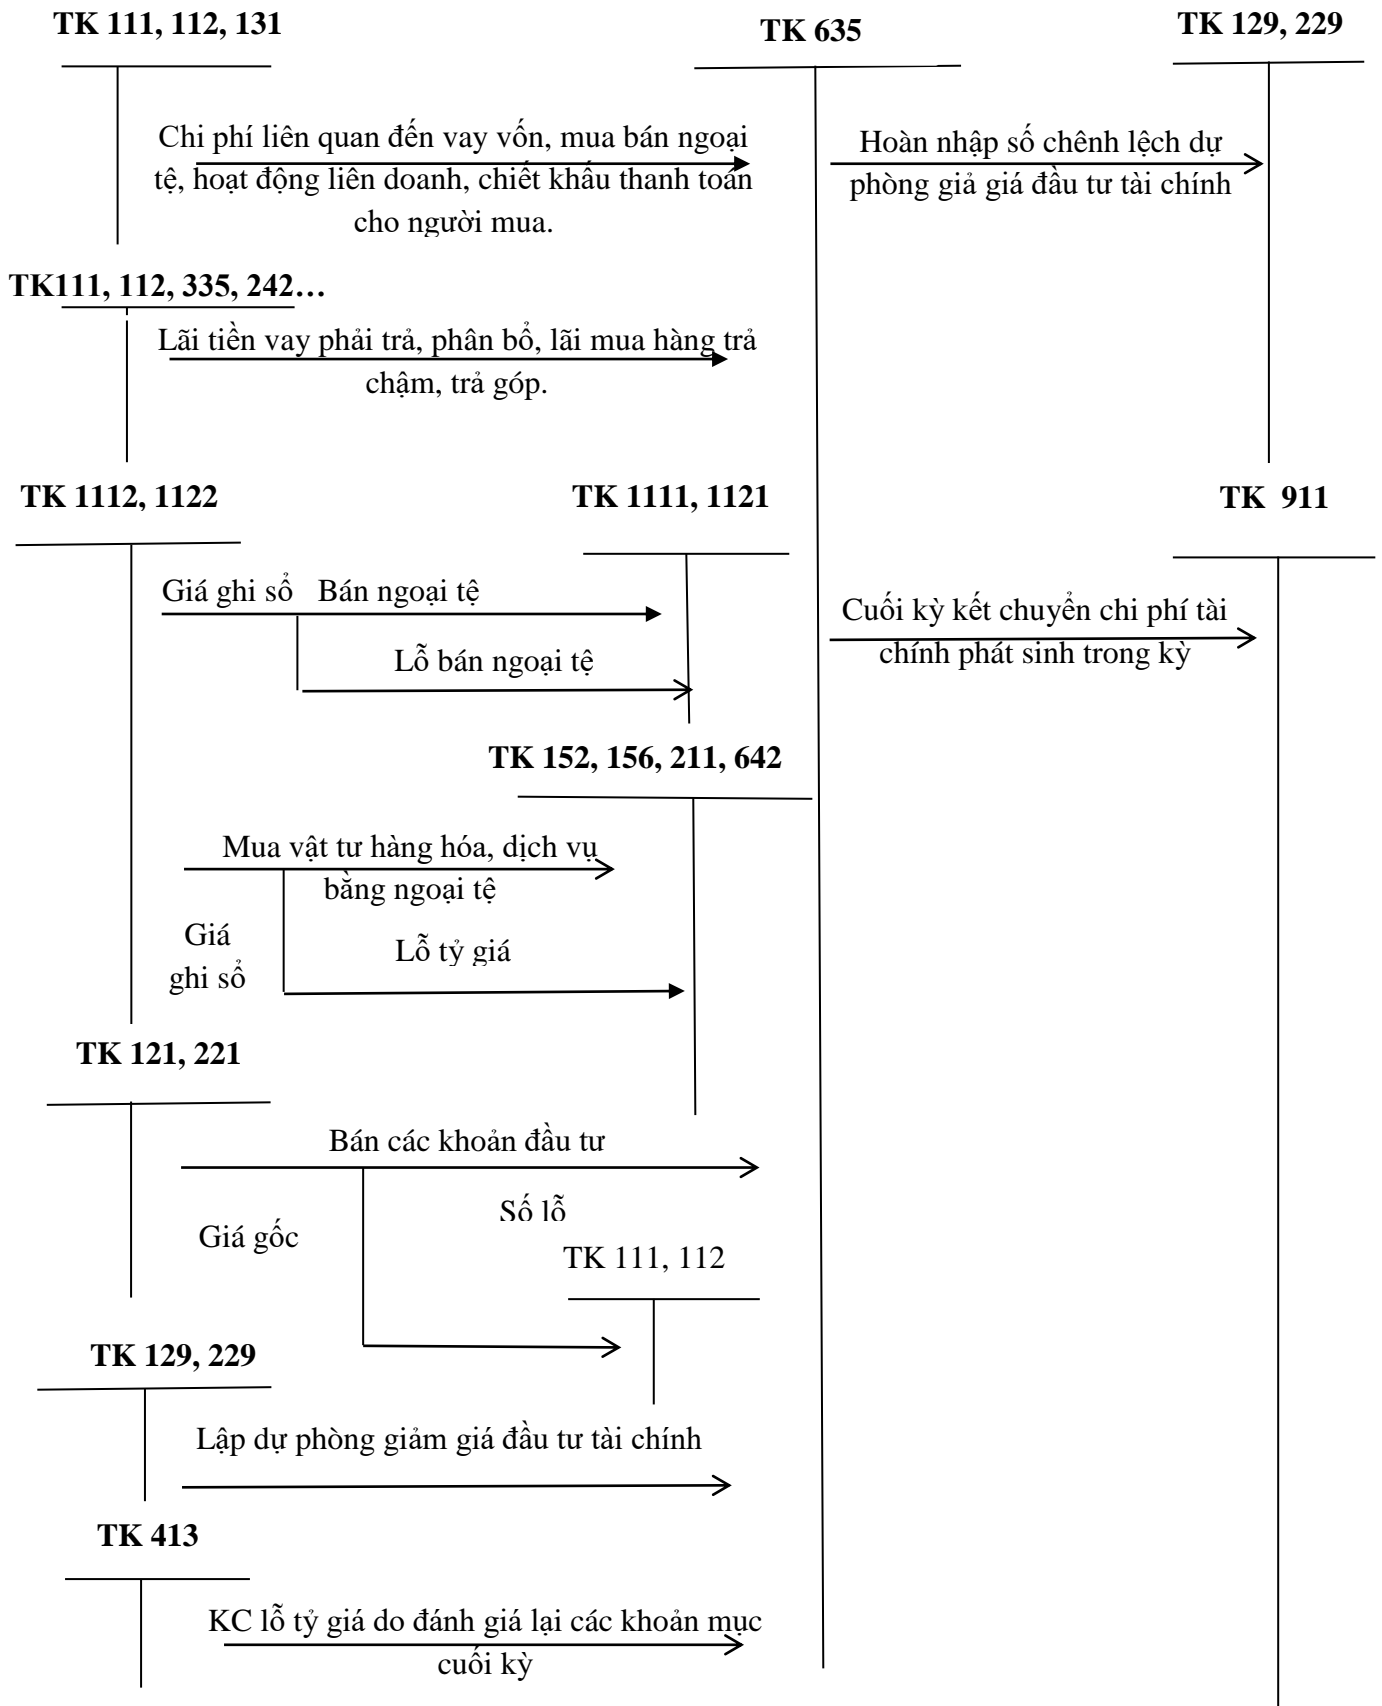 TK 111, 112, 131
TK 635
TK 129, 229
Chi phí liên quan đến vay vốn, mua bán ngoại
tệ, hoạt động liên doanh, chiết khấu thanh toán
cho người mua.
Hoàn nhập số chênh lệch dự
phòng giả giá đầu tư tài chính
TK111, 112, 335, 242…
Lãi tiền vay phải trả, phân bổ, lãi mua hàng trả
chậm, trả góp.
TK 1112, 1122
TK 1111, 1121
TK 911
Giá ghi sổ Bán ngoại tệ
Lỗ bán ngoại tệ
Cuối kỳ kết chuyển chi phí tài
chính phát sinh trong kỳ
TK 152, 156, 211, 642
Mua vật tư hàng hóa, dịch vụ
bằng ngoại tệ
Giá
ghi sổ
Lỗ tỷ giá
TK 121, 221
Bán các khoản đầu tư
Số lỗ
Giá gốc
TK 111, 112
TK 129, 229
Lập dự phòng giảm giá đầu tư tài chính
TK 413
KC lỗ tỷ giá do đánh giá lại các khoản mục
cuối kỳ